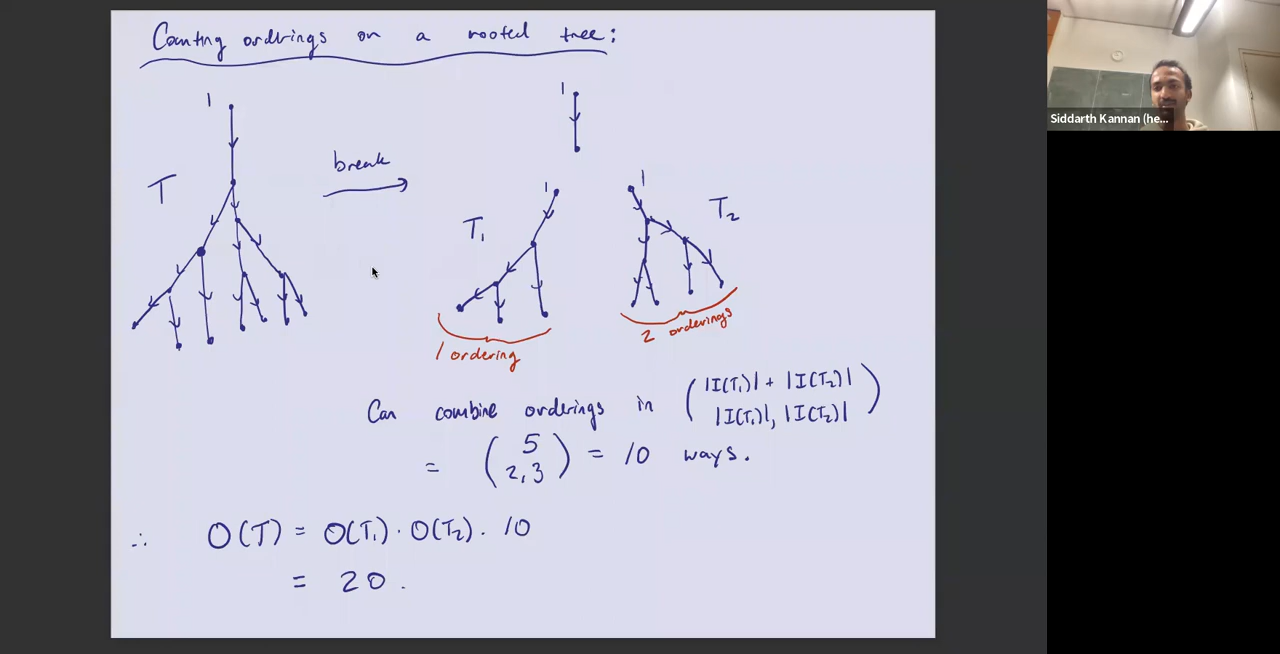 Counting orderings on a rooted tree:
1
1
T
break
T₁
1
1
T₂
1 ordering
2 orderings
Can combine orderings in ( |I(T₁)| + |I(T₂)|
|I(T₁)|, |I(T₂)| )
= ( 5
2,3 ) = 10 ways.
∴ O(T) = O(T₁) · O(T₂) · 10
= 20.
Siddarth Kannan (he...